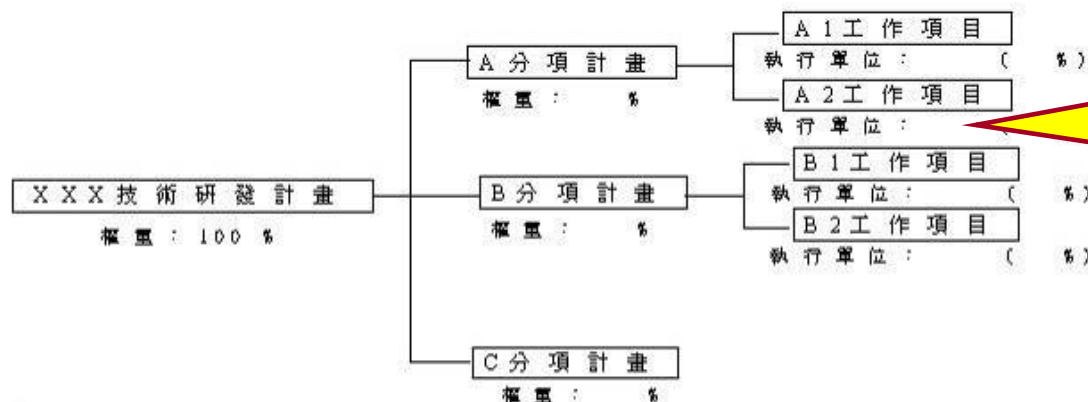 XXX技術研發計畫
權重：100 %
A分項計畫
權重：   %
A1工作項目
執行單位：   (   %)
A2工作項目
執行單位：   (
B分項計畫
權重：   %
B1工作項目
執行單位：   (   %)
B2工作項目
執行單位：   (   %)
C分項計畫
權重：   %